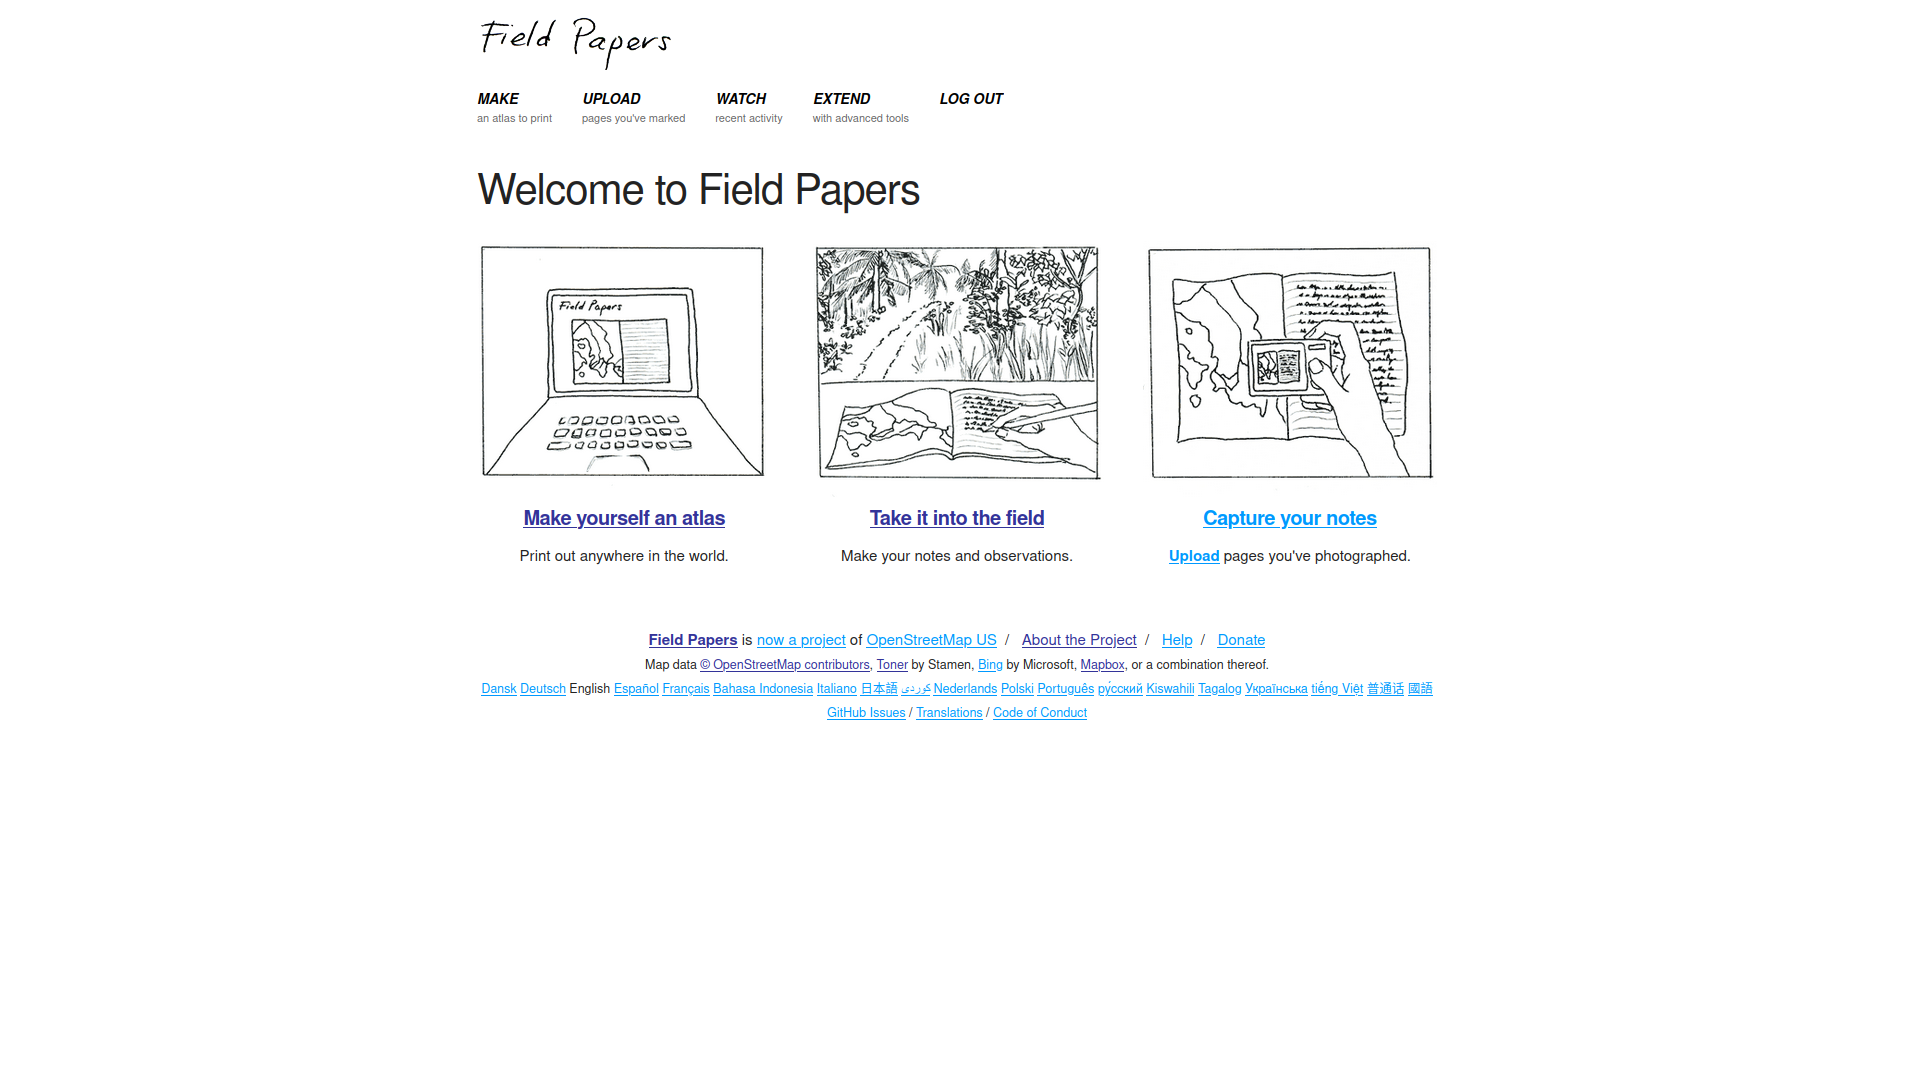 Field Papers
MAKE UPLOAD WATCH EXTEND LOG OUT
an atlas to print pages you've marked recent activity with advanced tools
Welcome to Field Papers
Field Papers
Make yourself an atlas Take it into the field Capture your notes
Print out anywhere in the world. Make your notes and observations. Upload pages you've photographed.
Field Papers is now a project of OpenStreetMap US / About the Project / Help / Donate
Map data © OpenStreetMap contributors, Toner by Stamen, Bing by Microsoft, Mapbox, or a combination thereof.
Dansk Deutsch English Español Français Bahasa Indonesia Italiano 日本語 كوردی Nederlands Polski Português ру́сский Kiswahili Tagalog Українська tiếng Việt 普通话 國語
GitHub Issues / Translations / Code of Conduct